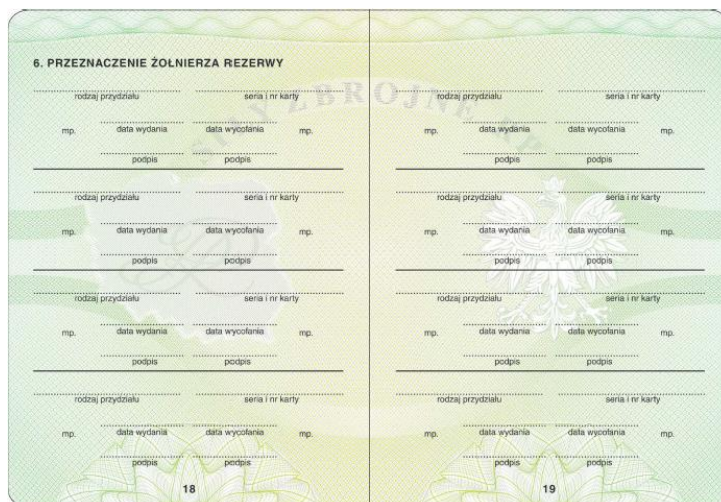 6. PRZEZNACZENIE ŻOŁNIERZA REZERWY
SIŁY ZBROJNE RP
rodzaj przydziału seria i nr karty
mp. data wydania data wycofania mp.
podpis podpis
rodzaj przydziału seria i nr karty
mp. data wydania data wycofania mp.
podpis podpis
rodzaj przydziału seria i nr karty
mp. data wydania data wycofania mp.
podpis podpis
rodzaj przydziału seria i nr karty
mp. data wydania data wycofania mp.
podpis podpis
18
rodzaj przydziału seria i nr karty
mp. data wydania data wycofania mp.
podpis podpis
rodzaj przydziału seria i nr karty
mp. data wydania data wycofania mp.
podpis podpis
rodzaj przydziału seria i nr karty
mp. data wydania data wycofania mp.
podpis podpis
rodzaj przydziału seria i nr karty
mp. data wydania data wycofania mp.
podpis podpis
19